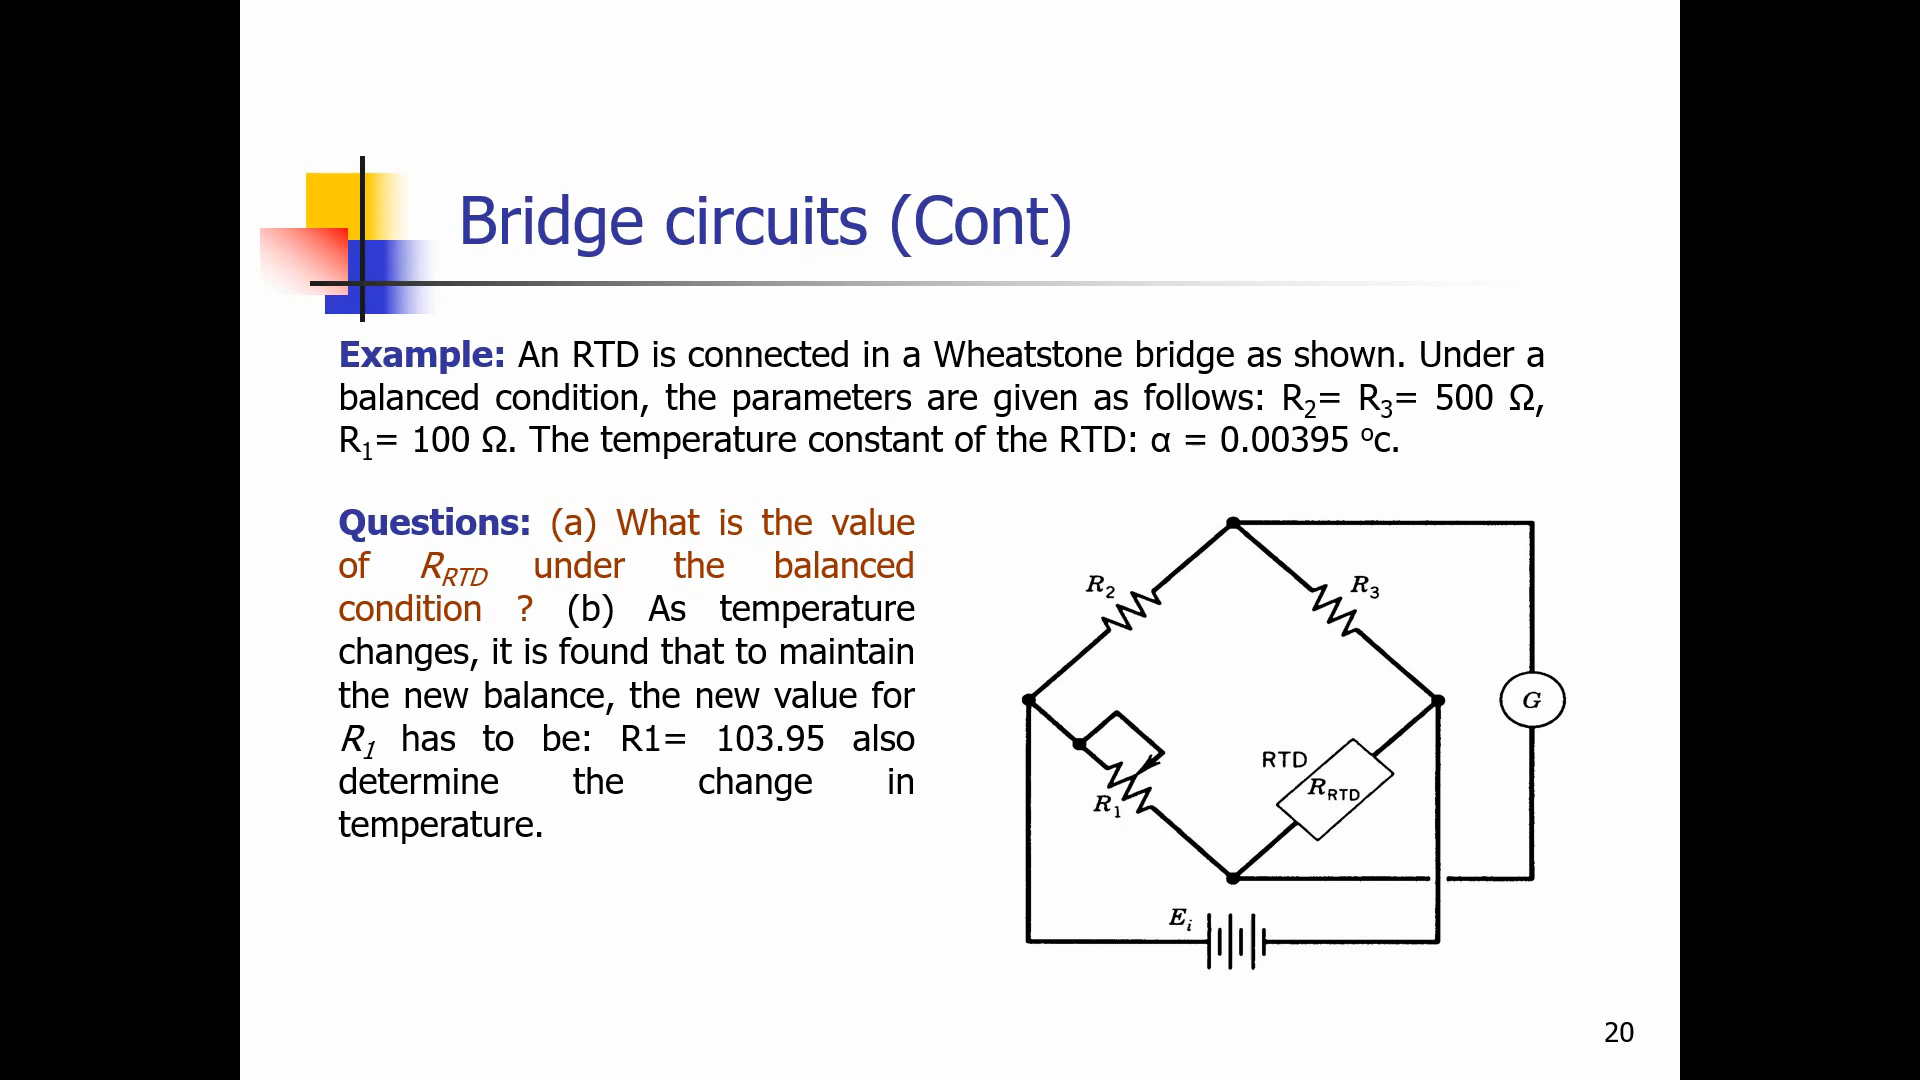 Bridge circuits (Cont)
Example: An RTD is connected in a Wheatstone bridge as shown. Under a
balanced condition, the parameters are given as follows: R2= R3= 500 Ω,
R1= 100 Ω. The temperature constant of the RTD: α = 0.00395 ºc.
Questions: (a) What is the value
of RRTD under the balanced
condition ? (b) As temperature
changes, it is found that to maintain
the new balance, the new value for
R1 has to be: R1= 103.95 also
determine the change in
temperature.
R2
R3
G
RTD
RRTD
R1
Ei
20